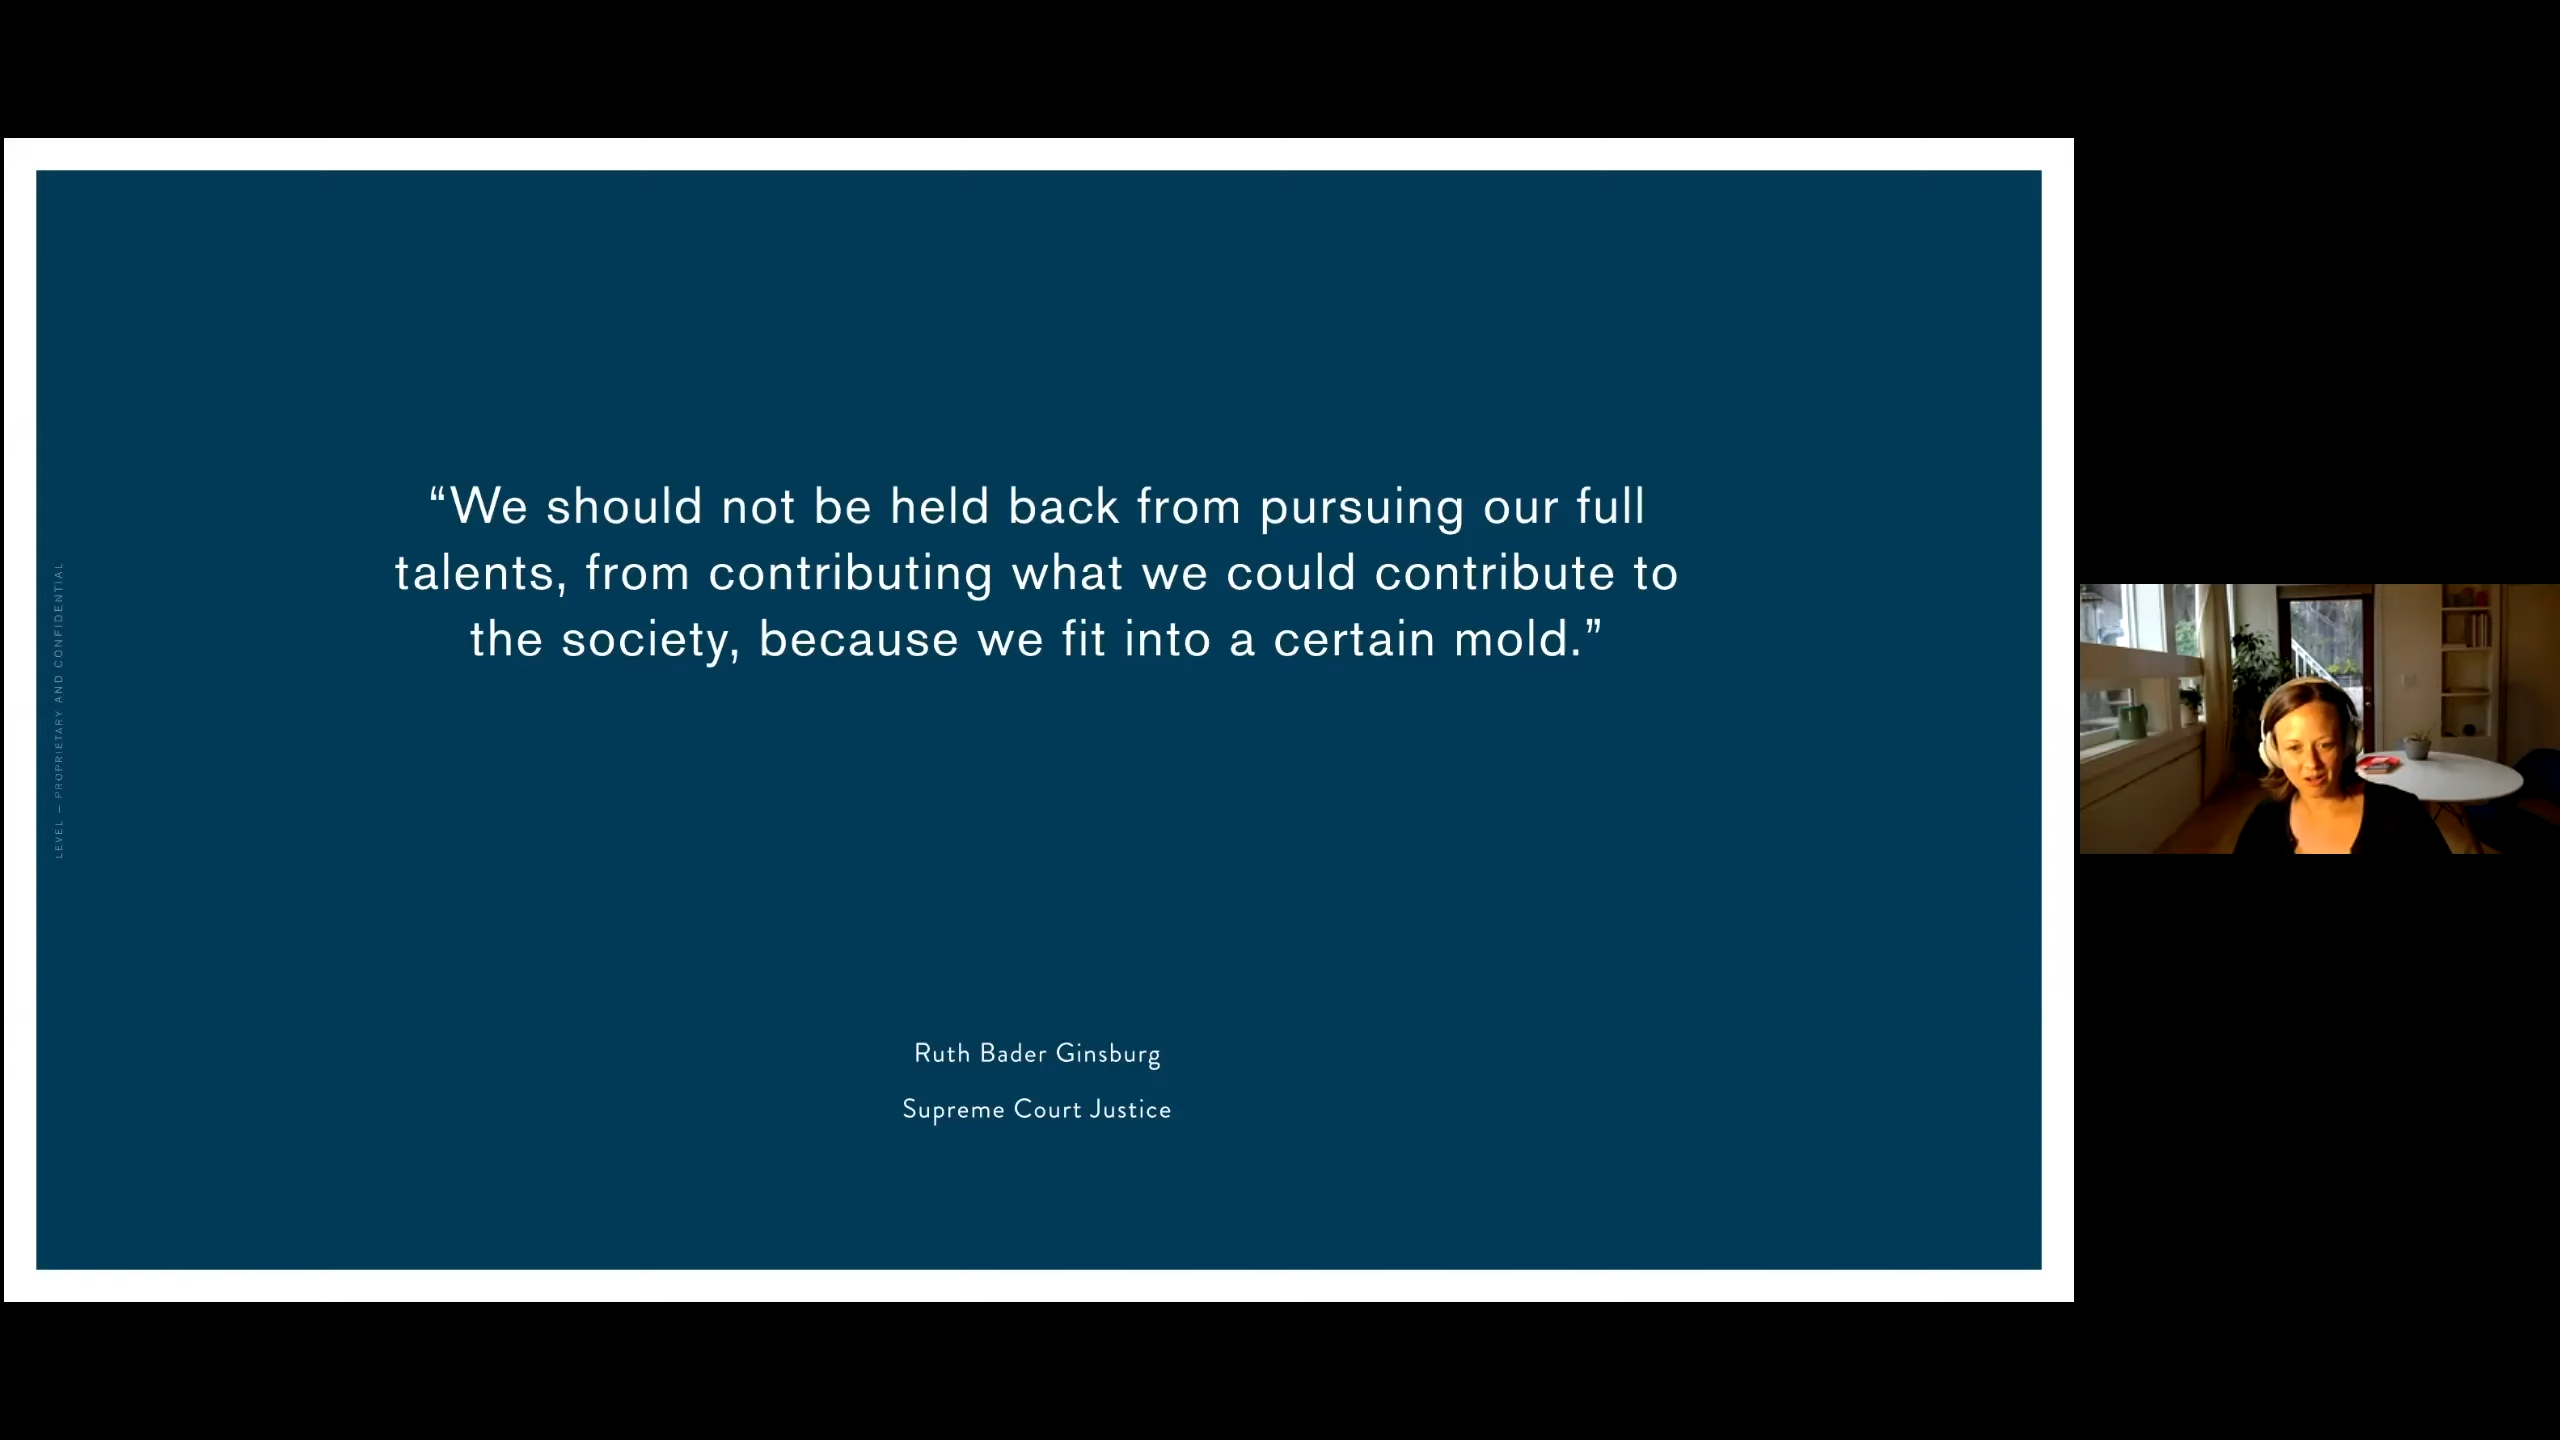 “We should not be held back from pursuing our full
talents, from contributing what we could contribute to
the society, because we fit into a certain mold.”
Ruth Bader Ginsburg
Supreme Court Justice
LEVEL — PROPRIETARY AND CONFIDENTIAL